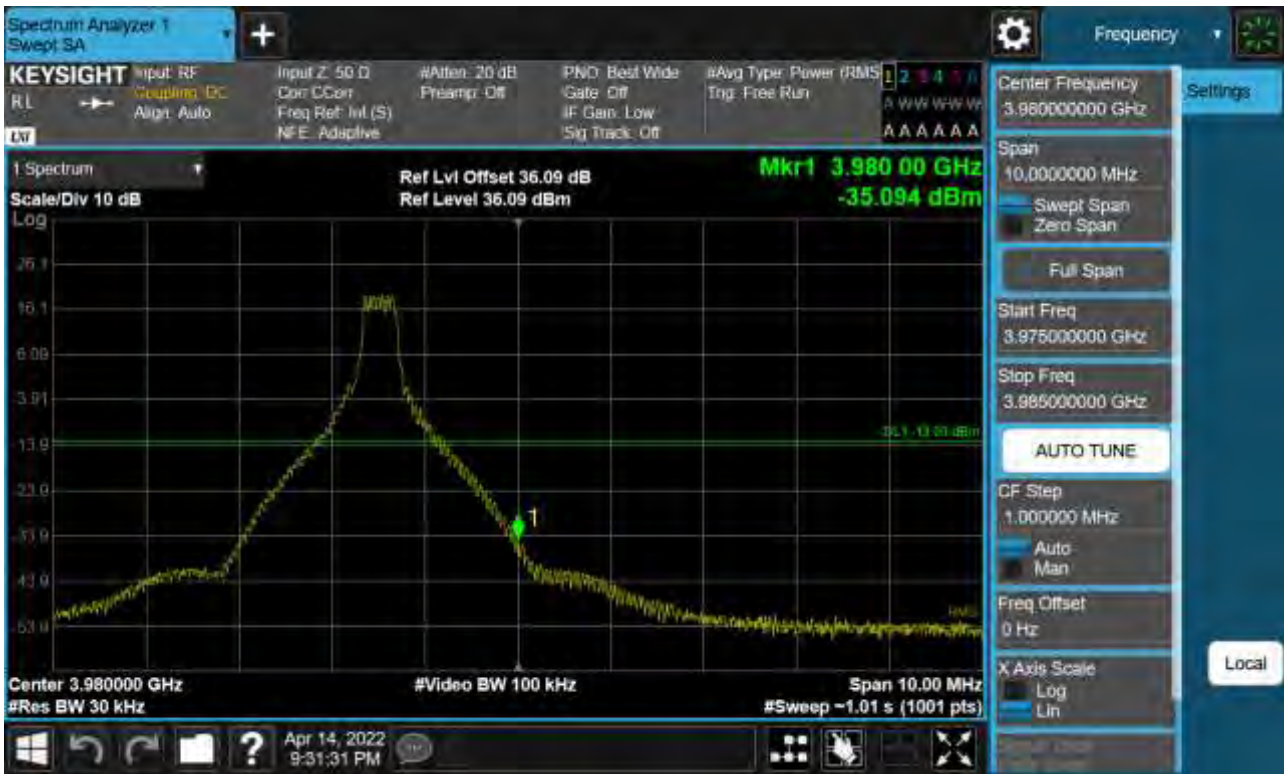 Spectrum Analyzer 1
Swept SA
Frequency
KEYSIGHT
RL
LXI
Input: RF
Coupling: DC
Align: Auto
Input Z: 50 Ω
Corr CCorr
Freq Ref: Int (S)
NFE: Adaptive
#Atten: 20 dB
Preamp: Off
PNO: Best Wide
Gate: Off
IF Gain: Low
Sig Track: Off
#Avg Type: Power (RMS
Trig: Free Run
1 2 3 4 5 6
A W W W W W
A A A A A A
1 Spectrum
Scale/Div 10 dB
Ref Lvl Offset 36.09 dB
Ref Level 36.09 dBm
Mkr1 3.980 00 GHz
-35.094 dBm
Log
26.1
16.1
6.09
-3.91
-13.9
-23.9
-33.9
-43.9
-53.9
DL1 -13.00 dBm
1
RMS
Center 3.980000 GHz
#Res BW 30 kHz
#Video BW 100 kHz
Span 10.00 MHz
#Sweep ~1.01 s (1001 pts)
Center Frequency
3.980000000 GHz
Settings
Span
10.0000000 MHz
Swept Span
Zero Span
Full Span
Start Freq
3.975000000 GHz
Stop Freq
3.985000000 GHz
AUTO TUNE
CF Step
1.000000 MHz
Auto
Man
Freq Offset
0 Hz
X Axis Scale
Log
Lin
Local
?
Apr 14, 2022
9:31:31 PM